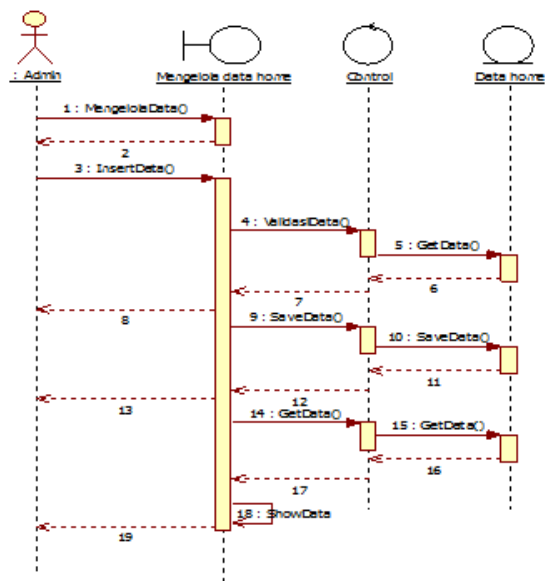 : Admin
Mengelola data home
Control
Data home
1 : MengelolaData()
2
3 : InsertData()
4 : ValidasiData()
5 : GetData()
6
7
8
9 : SaveData()
10 : SaveData()
11
12
13
14 : GetData()
15 : GetData()
16
17
18 : ShowData
19